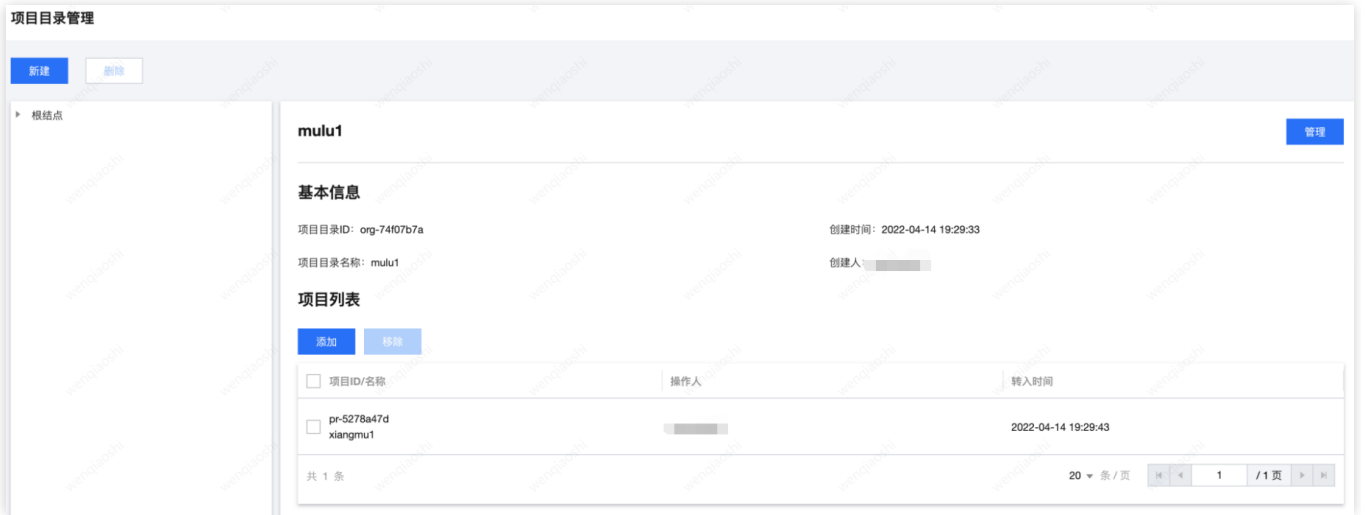 项目目录管理
新建 删除
根结点
mulu1 管理
基本信息
项目目录ID：org-74f07b7a 创建时间：2022-04-14 19:29:33
项目目录名称：mulu1 创建人：
项目列表
添加 移除
项目ID/名称 操作人 转入时间
pr-5278a47d
xiangmu1 2022-04-14 19:29:43
共 1 条 20 条 / 页 1 / 1 页
wenqiaoshi